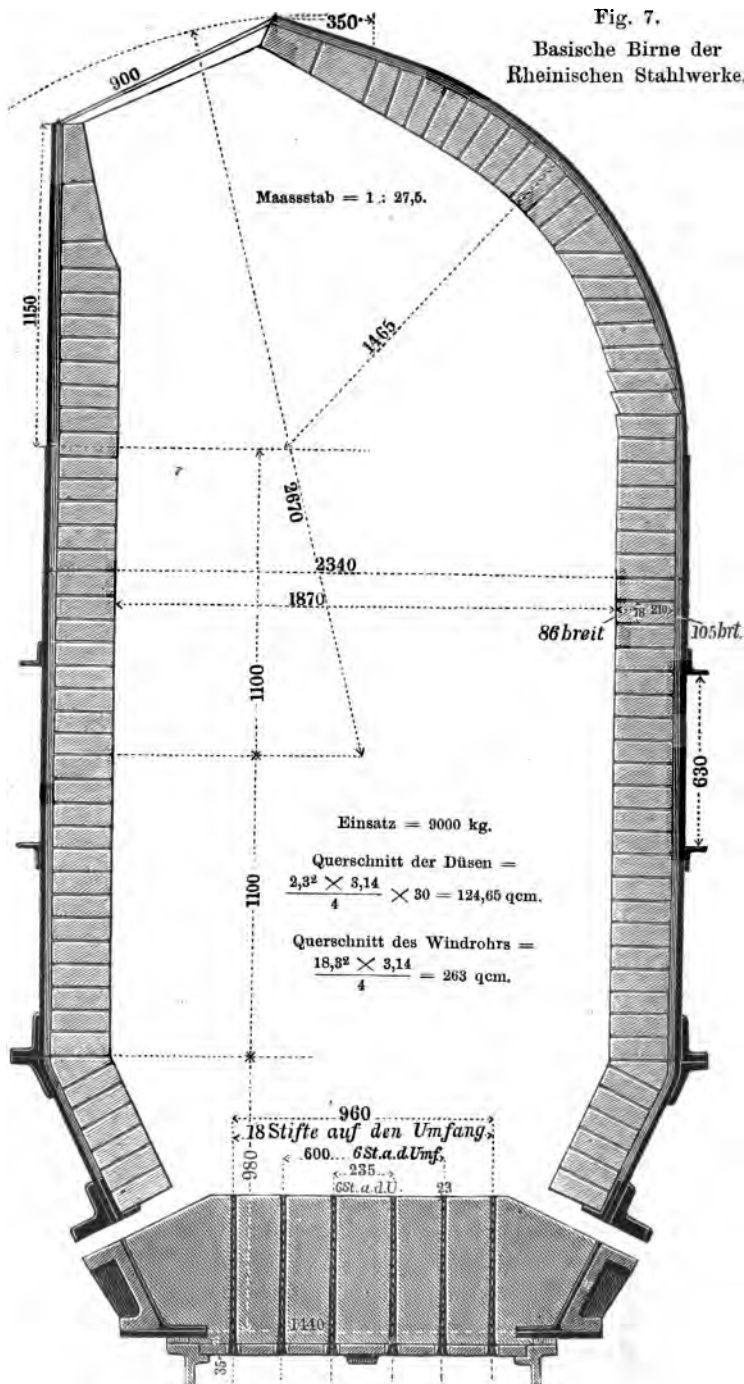 Fig. 7.
Basische Birne der
Rheinischen Stahlwerke.
350
900
Maassstab = 1 : 27,5.
1150
1465
2670
2340
1870
78 210
86 breit
105 brt.
1100
630
Einsatz = 9000 kg.
Querschnitt der Düsen =
2,3² × 3,14
4
× 30 = 124,65 qcm.
1100
Querschnitt des Windrohrs =
18,3² × 3,14
4
= 263 qcm.
960
18 Stifte auf den Umfang
600 6 St. a. d. Umf.
980
235
6 St. a. d. U. 23
1440
35